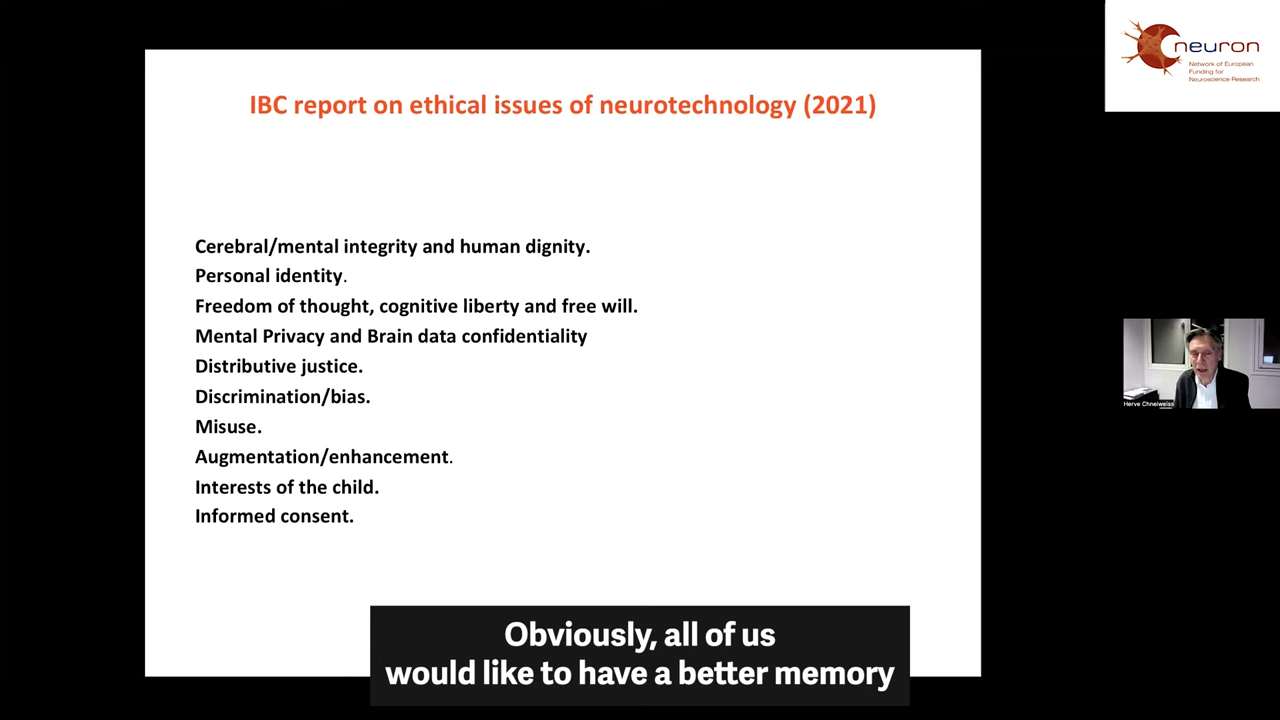 neuron
Network of European
Funding for
Neuroscience Research
IBC report on ethical issues of neurotechnology (2021)
Cerebral/mental integrity and human dignity.
Personal identity.
Freedom of thought, cognitive liberty and free will.
Mental Privacy and Brain data confidentiality
Distributive justice.
Discrimination/bias.
Misuse.
Augmentation/enhancement.
Interests of the child.
Informed consent.
Herve Chneiweiss
Obviously, all of us
would like to have a better memory